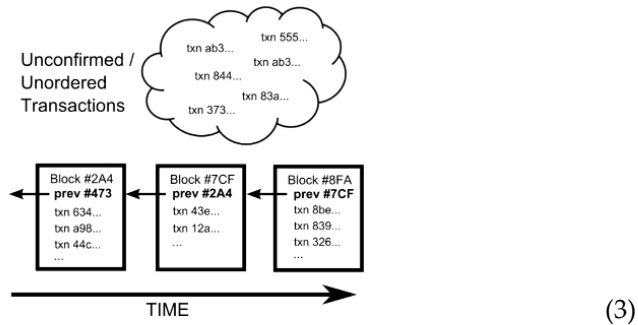 txn 555...
txn ab3...
Unconfirmed /
Unordered
Transactions
txn ab3...
txn 844...
txn 83a...
txn 373...
Block #2A4
prev #473
txn 634...
txn a98...
txn 44c...
...
Block #7CF
prev #2A4
txn 43e...
txn 12a...
...
Block #8FA
prev #7CF
txn 8be...
txn 839...
txn 326...
...
TIME
(3)